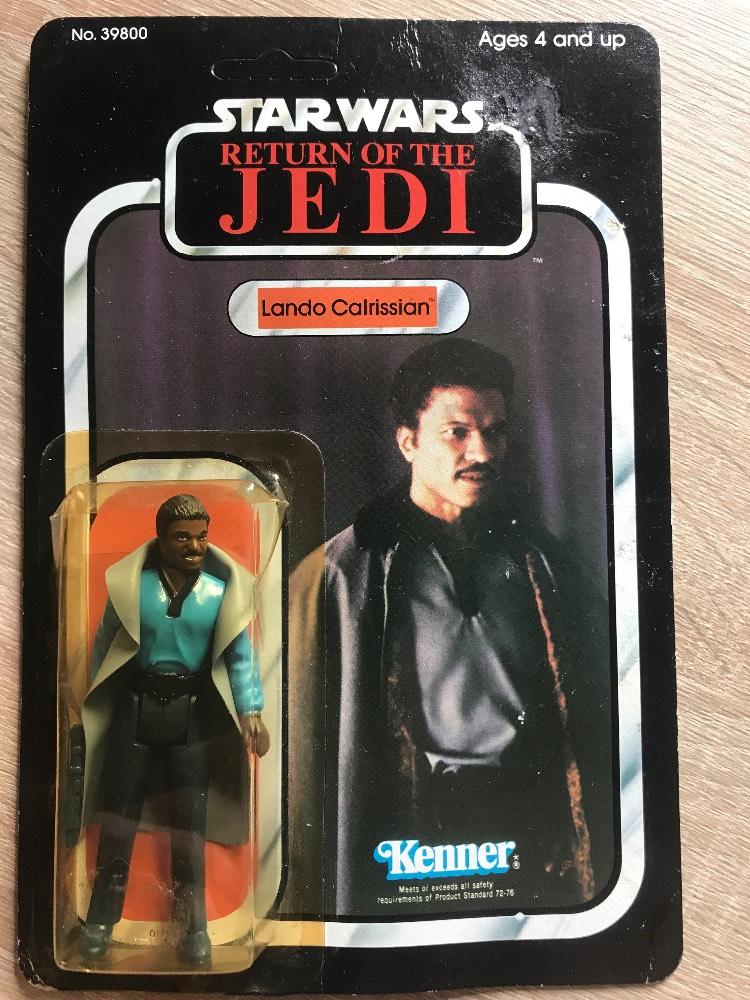 No. 39800
Ages 4 and up
STAR WARS
RETURN OF THE
JEDI
TM
Lando Calrissian™
Kenner®
Meets or exceeds all safety
requirements of Product Standard 72-76